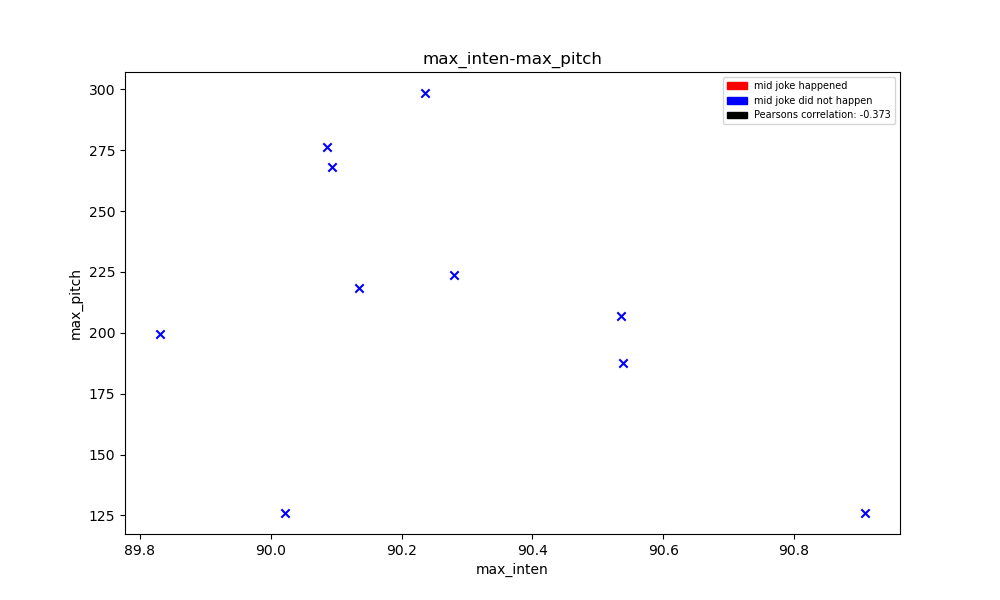 max_inten-max_pitch
mid joke happened
mid joke did not happen
Pearsons correlation: -0.373
300
275
250
225
200
175
150
125
max_pitch
89.8 90.0 90.2 90.4 90.6 90.8
max_inten